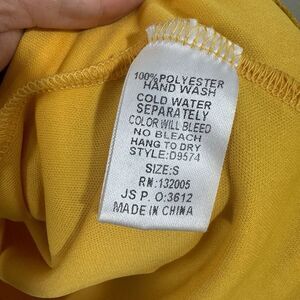 100% POLYESTER
HAND WASH
COLD WATER
SEPARATELY
COLOR WILL BLEED
NO BLEACH
HANG TO DRY
STYLE:D9574
SIZE:S
RN:132005
JS P. O:3612
MADE IN CHINA